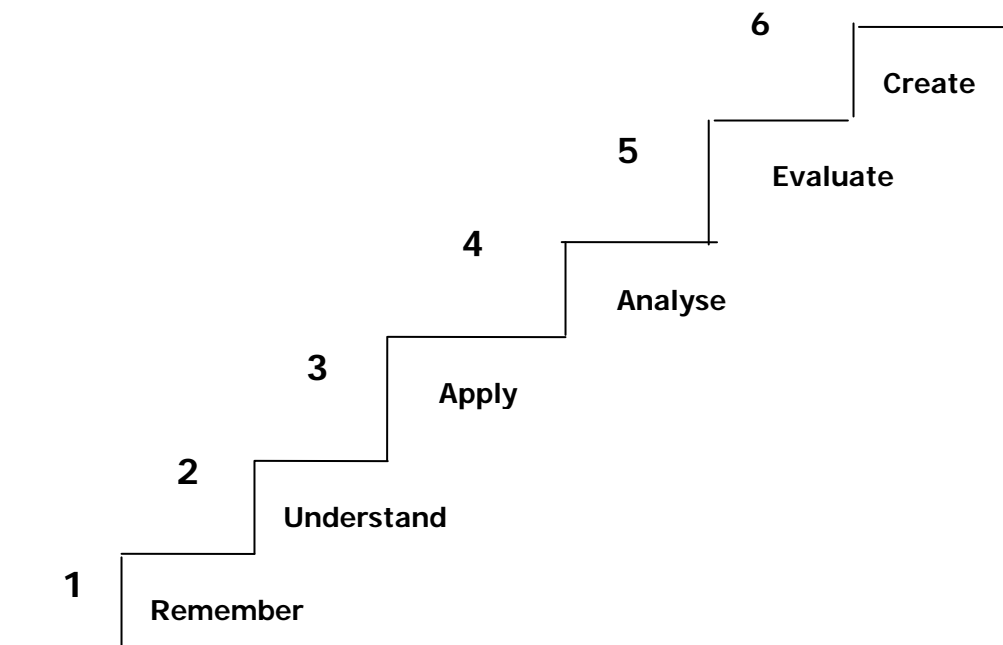 6
Create
5
Evaluate
4
Analyse
3
Apply
2
Understand
1
Remember